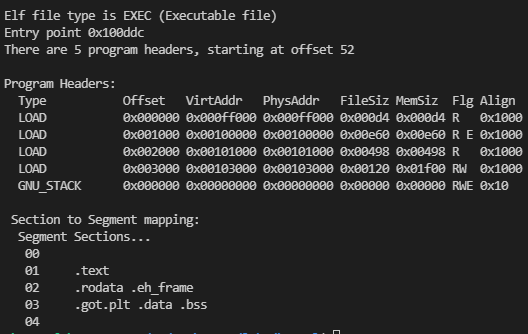 Elf file type is EXEC (Executable file)
Entry point 0x100ddc
There are 5 program headers, starting at offset 52
Program Headers:
Type Offset VirtAddr PhysAddr FileSiz MemSiz Flg Align
LOAD 0x000000 0x000ff000 0x000ff000 0x000d4 0x000d4 R 0x1000
LOAD 0x001000 0x00100000 0x00100000 0x00e60 0x00e60 R E 0x1000
LOAD 0x002000 0x00101000 0x00101000 0x00498 0x00498 R 0x1000
LOAD 0x003000 0x00103000 0x00103000 0x00120 0x01f00 RW 0x1000
GNU_STACK 0x000000 0x00000000 0x00000000 0x00000 0x00000 RWE 0x10
Section to Segment mapping:
Segment Sections...
00
01 .text
02 .rodata .eh_frame
03 .got.plt .data .bss
04